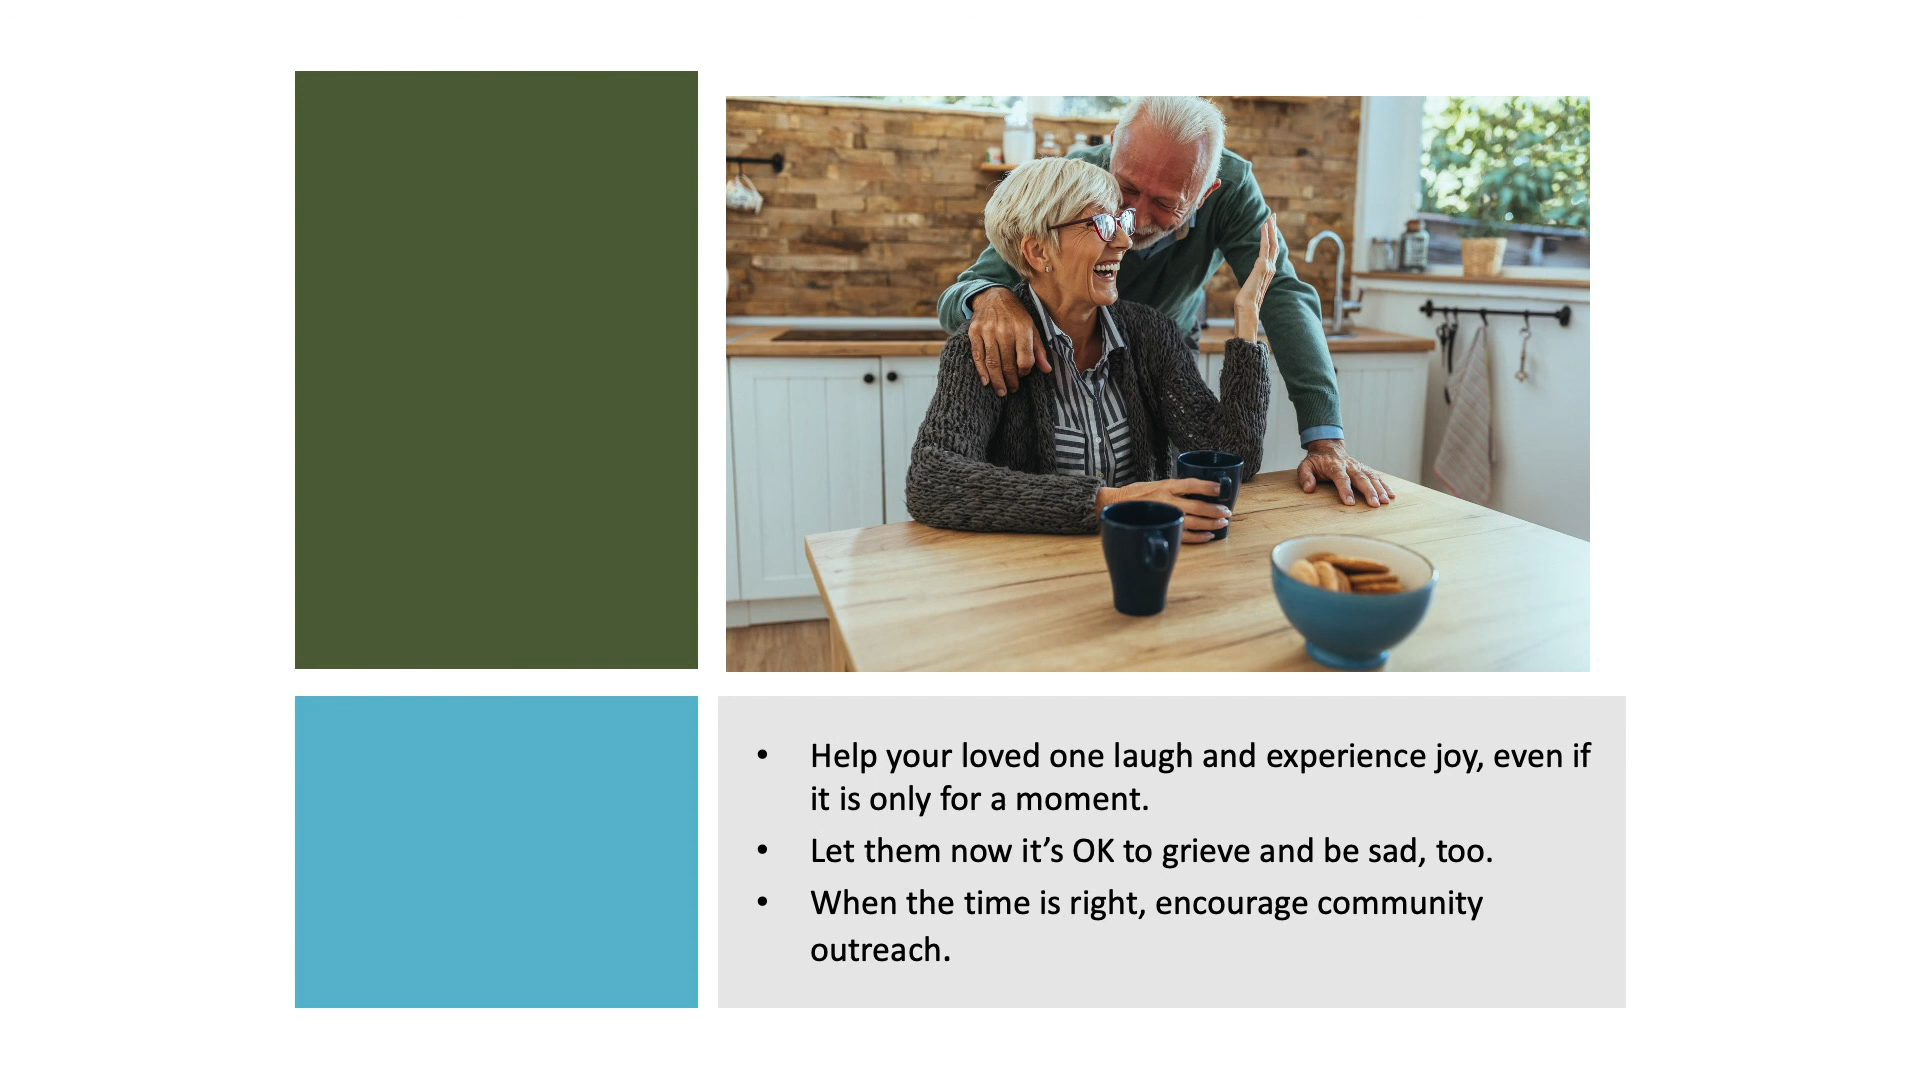 • Help your loved one laugh and experience joy, even if
it is only for a moment.
• Let them now it’s OK to grieve and be sad, too.
• When the time is right, encourage community
outreach.